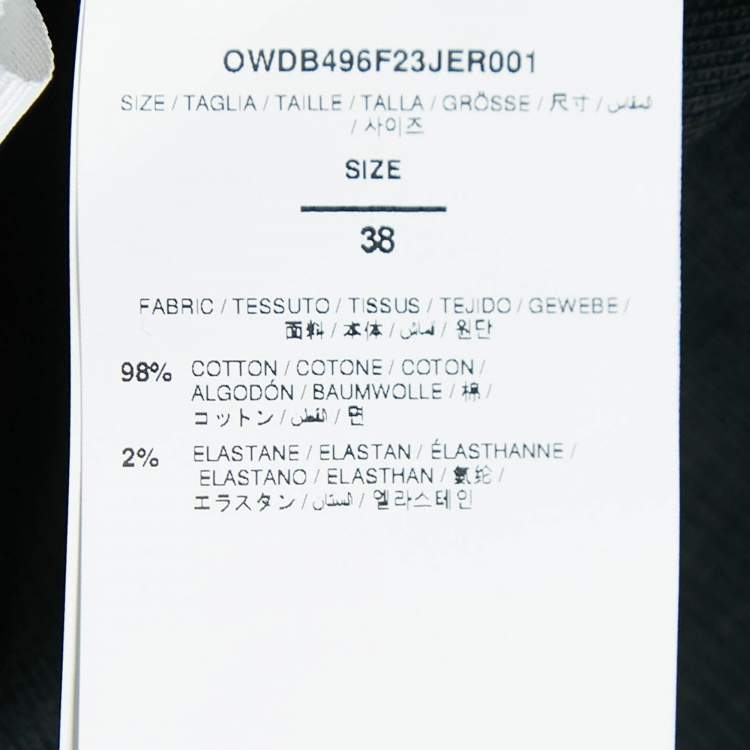 OWDB496F23JER001
SIZE / TAGLIA / TAILLE / TALLA / GRÖSSE / 尺寸 / المقاس
/ 사이즈
SIZE
38
FABRIC / TESSUTO / TISSUS / TEJIDO / GEWEBE /
面料 / 本体 / قماش / 원단
98% COTTON / COTONE / COTON /
ALGODÓN / BAUMWOLLE / 棉 /
コットン / القطن / 면
2% ELASTANE / ELASTAN / ÉLASTHANNE /
ELASTANO / ELASTHAN / 氨纶 /
エラスタン / / 엘라스테인